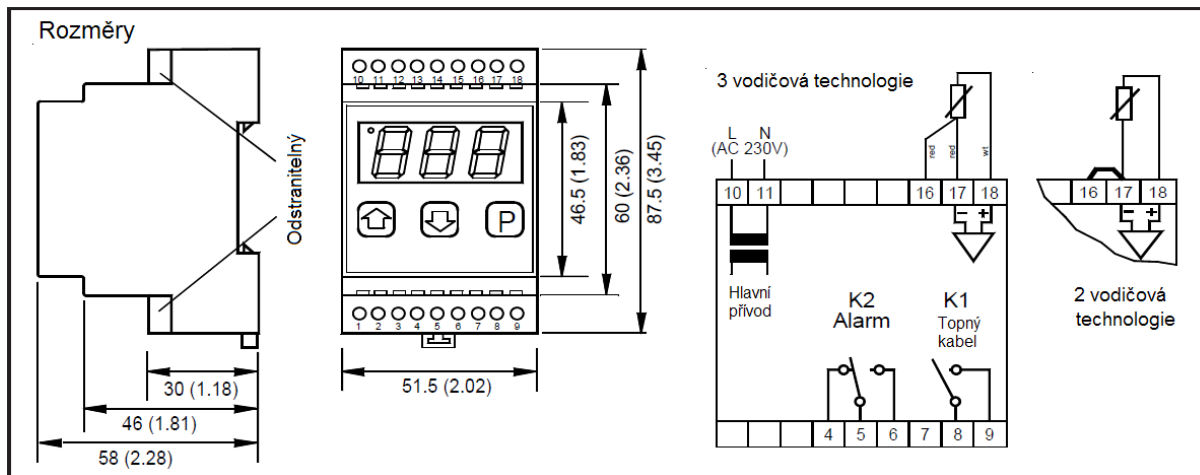 Rozměry
Odstranitelný
30 (1.18)
46 (1.81)
58 (2.28)
10 11 12 13 14 15 16 17 18
888
P
1 2 3 4 5 6 7 8 9
51.5 (2.02)
46.5 (1.83)
60 (2.36)
87.5 (3.45)
3 vodičová technologie
L N
(AC 230V)
red red wt
10 11 16 17 18
- +
Hlavní
přívod
K2
Alarm
K1
Topný
kabel
4 5 6 7 8 9
16 17 18
- +
2 vodičová
technologie